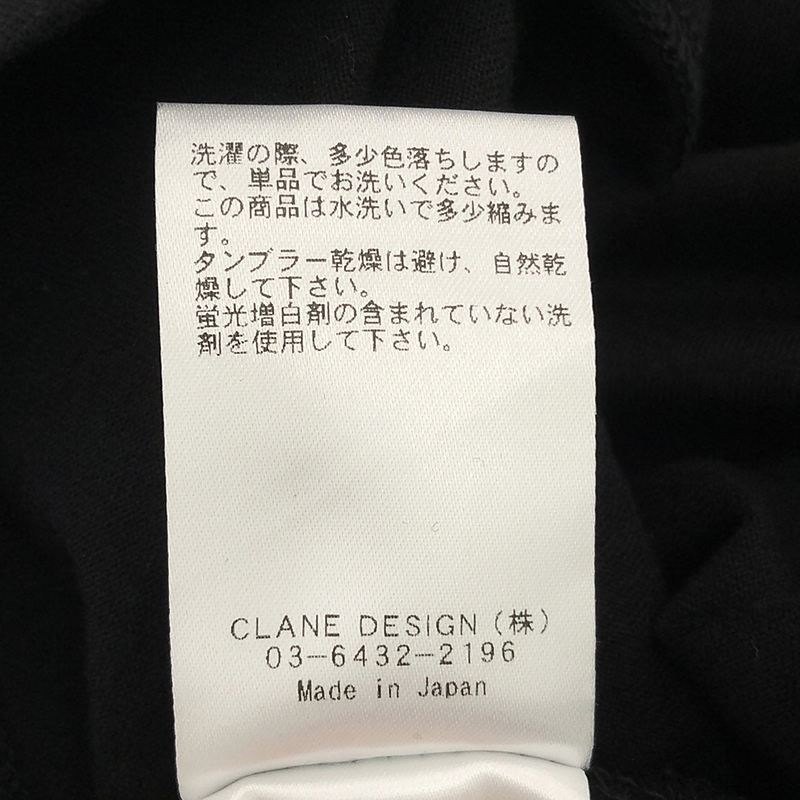 洗濯の際、多少色落ちしますの
で、単品でお洗いください。
この商品は水洗いで多少縮みま
す。
タンブラー乾燥は避け、自然乾
燥して下さい。
蛍光増白剤の含まれていない洗
剤を使用して下さい。
CLANE DESIGN（株）
03-6432-2196
Made in Japan